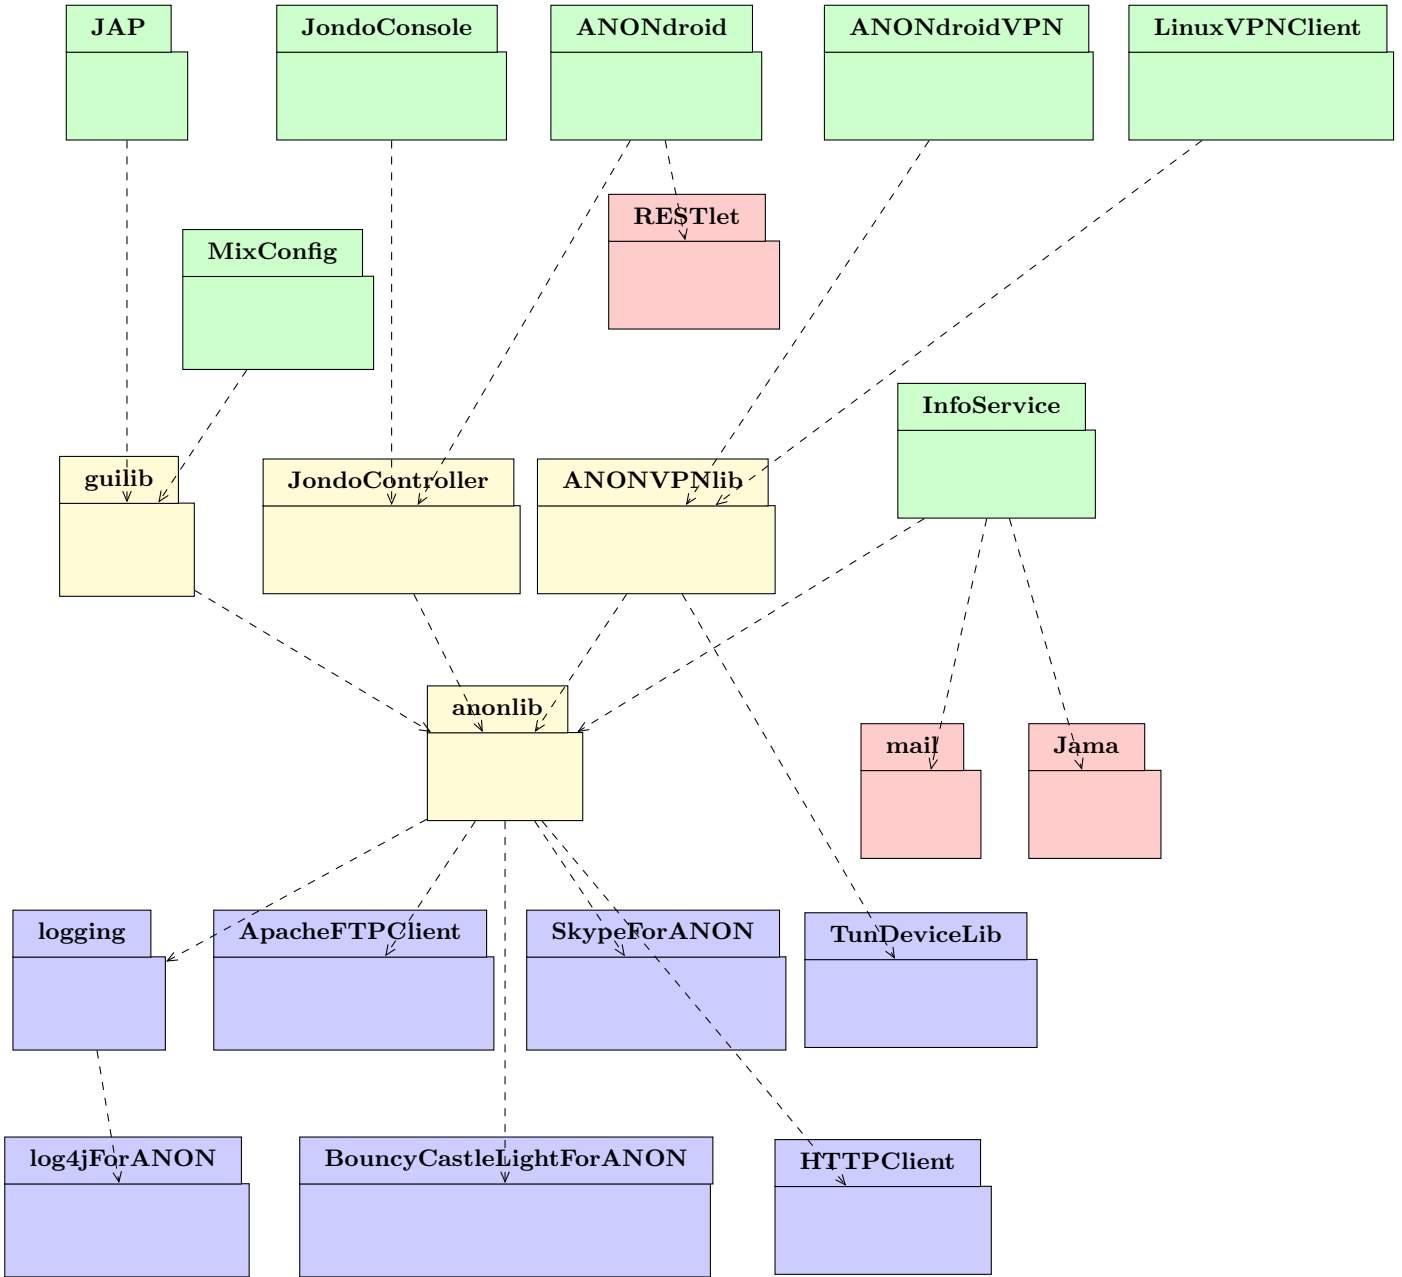 JAP
JondoConsole
ANONdroid
ANONdroidVPN
LinuxVPNClient
RESTlet
MixConfig
InfoService
guilib
JondoController
ANONVPNlib
anonlib
mail
Jama
logging
ApacheFTPClient
SkypeForANON
TunDeviceLib
log4jForANON
BouncyCastleLightForANON
HTTPClient